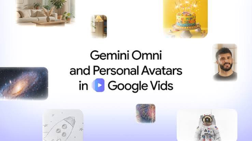 Gemini Omni
and Personal Avatars
in Google Vids